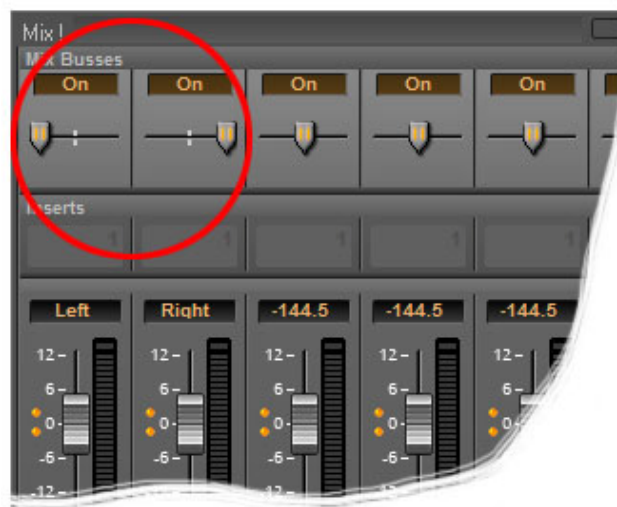 Mix
Mix Busses
On On On On On
Inserts
1 1 1 1 1
Left Right -144.5 -144.5 -144.5
12 12 12 12 12
6 6 6 6 6
0 0 0 0 0
-6 -6 -6 -6
-12 -12 -12